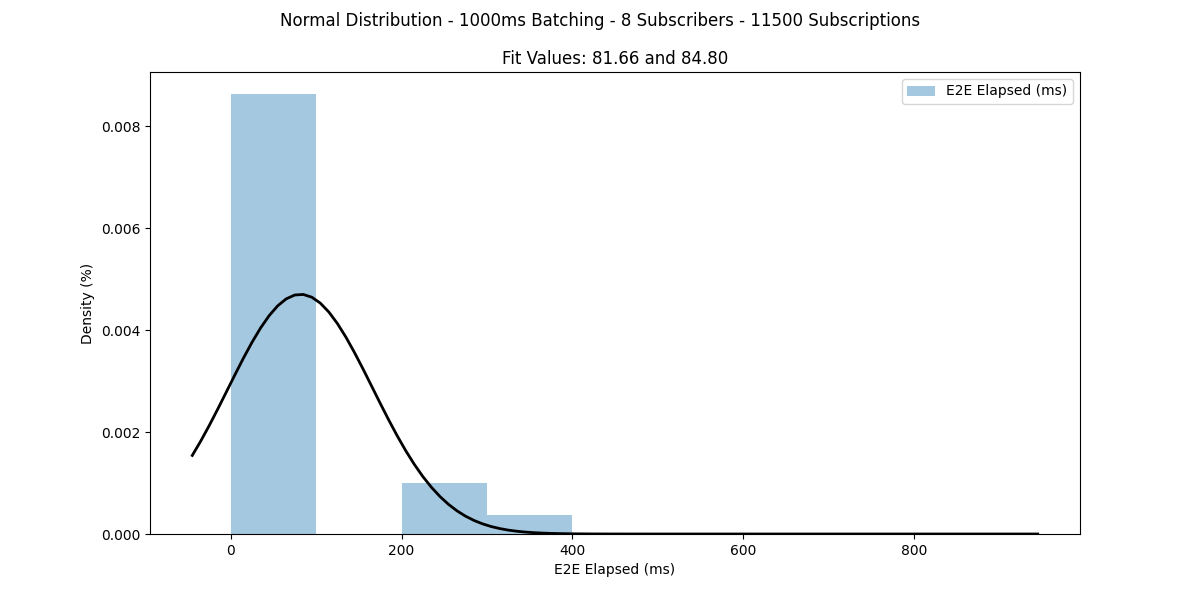 Normal Distribution - 1000ms Batching - 8 Subscribers - 11500 Subscriptions
Fit Values: 81.66 and 84.80
E2E Elapsed (ms)
Density (%)
0.008
0.006
0.004
0.002
0.000
0 200 400 600 800
E2E Elapsed (ms)